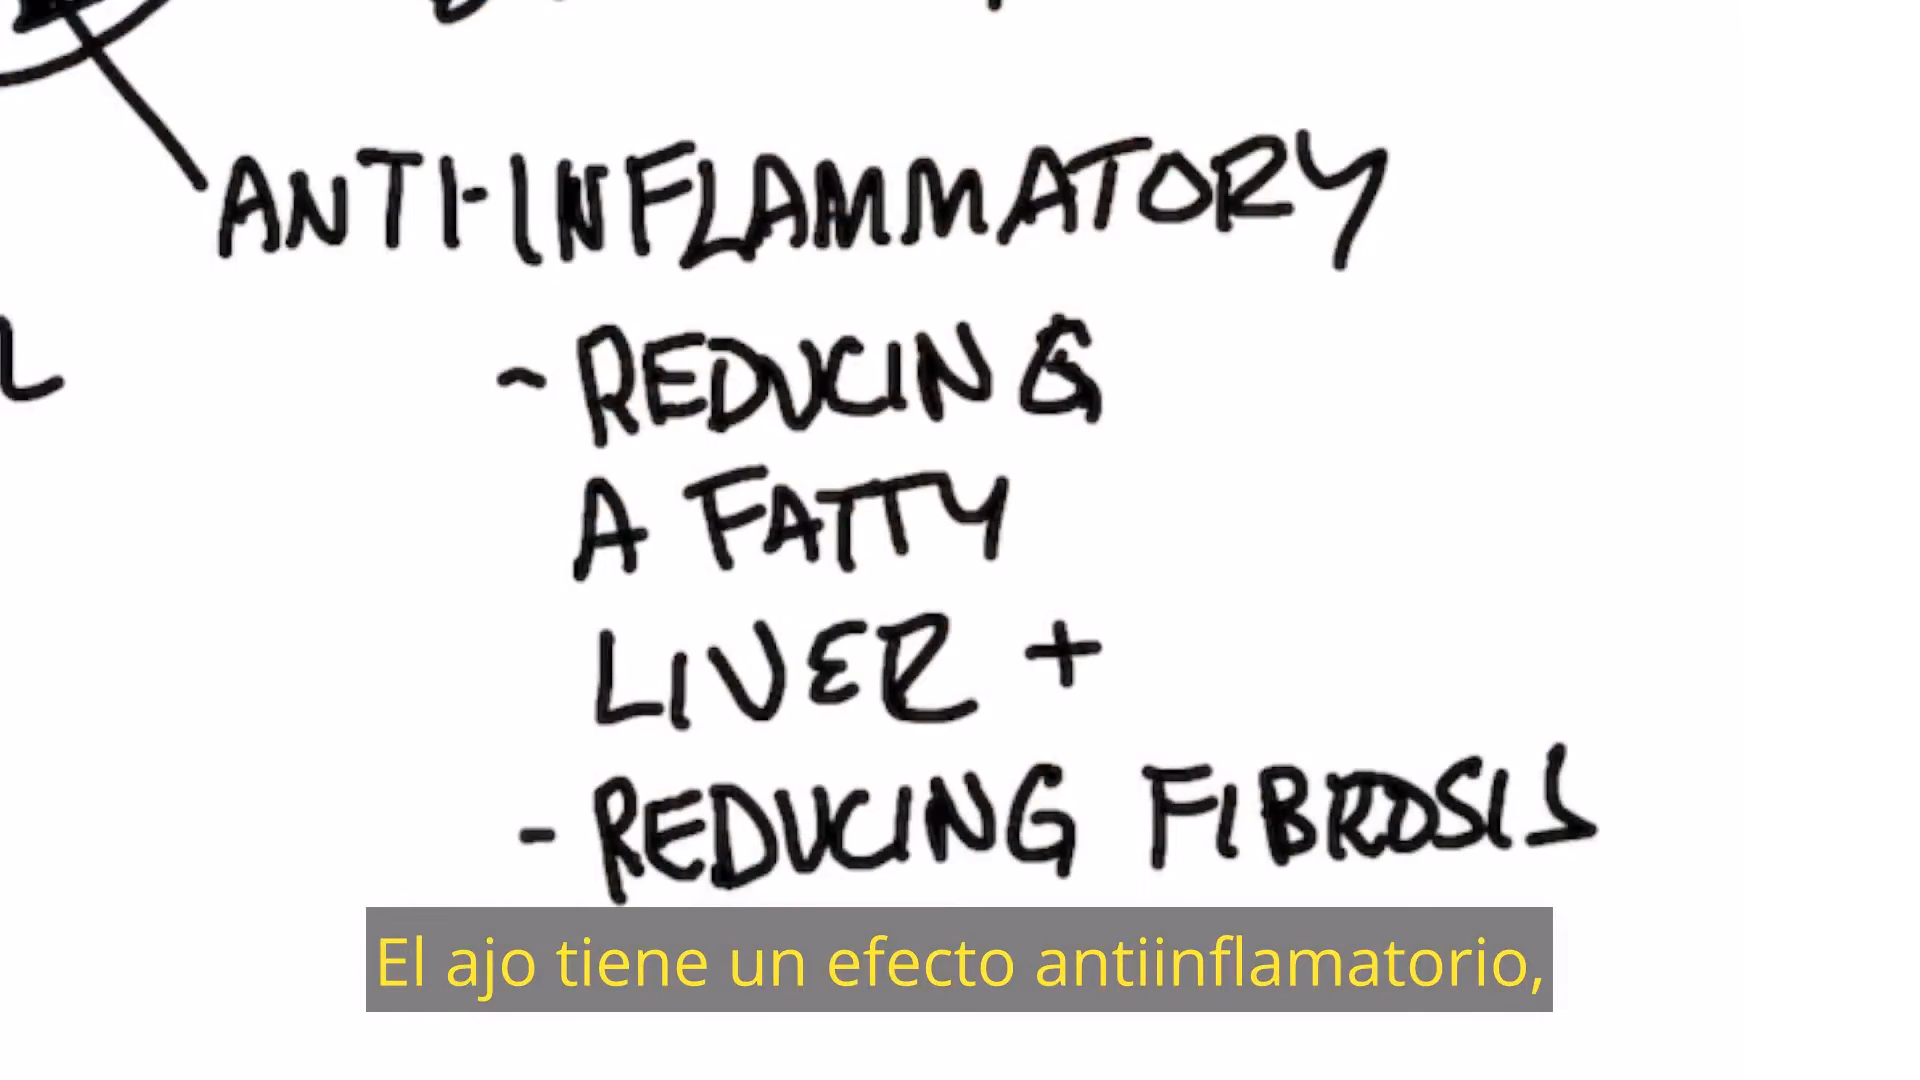 ANTI-INFLAMMATORY
L
~ REDUCING
A FATTY
LIVER +
- REDUCING FIBROSIS
El ajo tiene un efecto antiinflamatorio,